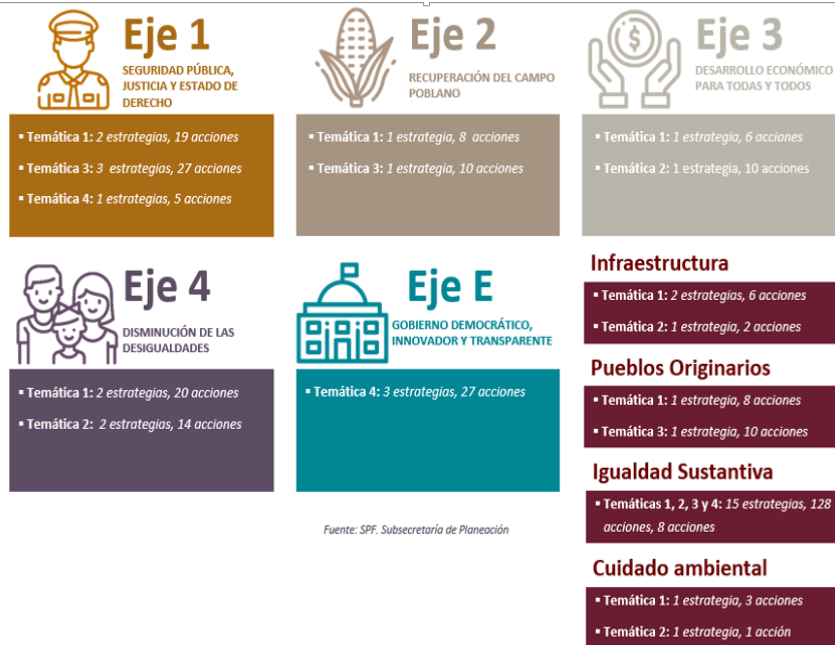 Eje 1
SEGURIDAD PÚBLICA,
JUSTICIA Y ESTADO DE
DERECHO
▪ Temática 1: 2 estrategias, 19 acciones
▪ Temática 3: 3 estrategias, 27 acciones
▪ Temática 4: 1 estrategias, 5 acciones
Eje 2
RECUPERACIÓN DEL CAMPO
POBLANO
▪ Temática 1: 1 estrategia, 8 acciones
▪ Temática 3: 1 estrategia, 10 acciones
$
Eje 3
DESARROLLO ECONÓMICO
PARA TODAS Y TODOS
▪ Temática 1: 1 estrategia, 6 acciones
▪ Temática 2: 1 estrategia, 10 acciones
Eje 4
DISMINUCIÓN DE LAS
DESIGUALDADES
▪ Temática 1: 2 estrategias, 20 acciones
▪ Temática 2: 2 estrategias, 14 acciones
Eje E
GOBIERNO DEMOCRÁTICO,
INNOVADOR Y TRANSPARENTE
▪ Temática 4: 3 estrategias, 27 acciones
Infraestructura
▪ Temática 1: 2 estrategias, 6 acciones
▪ Temática 2: 1 estrategia, 2 acciones
Pueblos Originarios
▪ Temática 1: 1 estrategia, 8 acciones
▪ Temática 3: 1 estrategia, 10 acciones
Igualdad Sustantiva
▪ Temáticas 1, 2, 3 y 4: 15 estrategias, 128
acciones, 8 acciones
Cuidado ambiental
▪ Temática 1: 1 estrategia, 3 acciones
▪ Temática 2: 1 estrategia, 1 acción
Fuente: SPF. Subsecretaría de Planeación